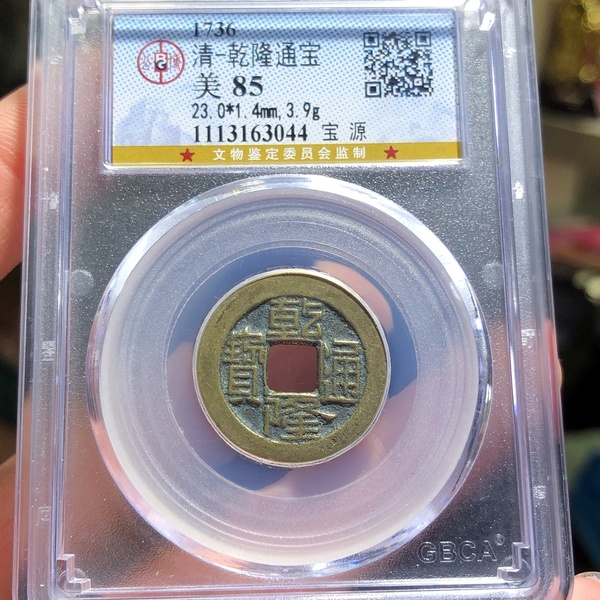 1736
清-乾隆通宝
美 85
23.0*1.4mm,3.9g
1113163044 宝 源
★ 文物鉴定委员会监制 ★
乾隆通寶
GBCA